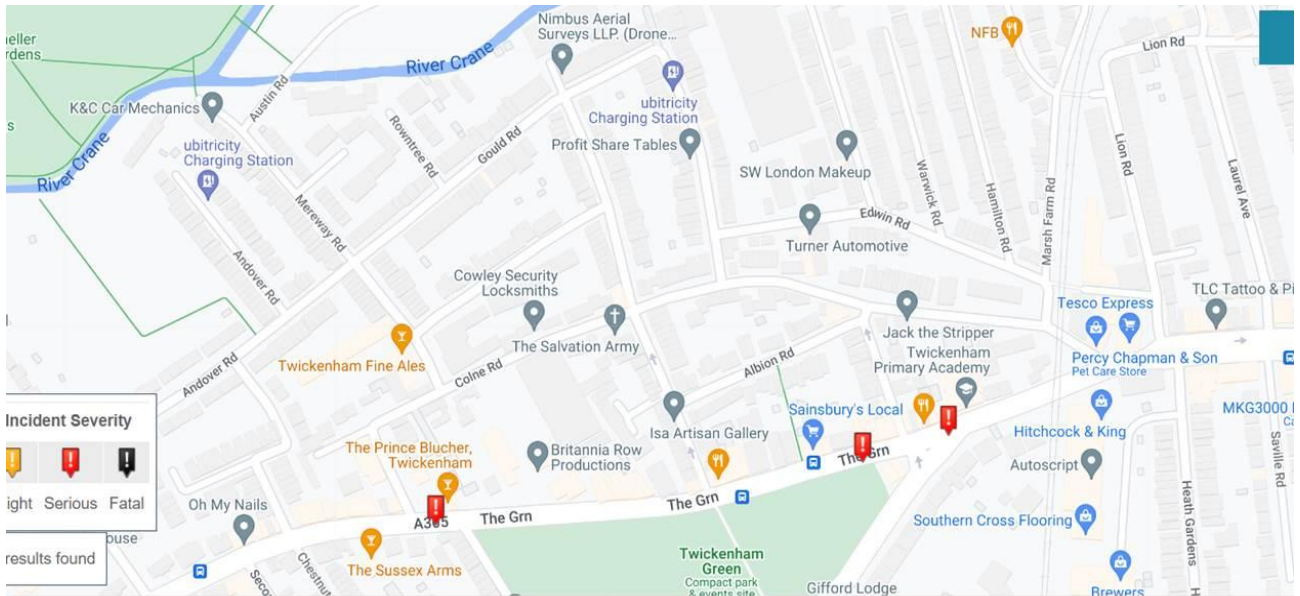 Nimbus Aerial
Surveys LLP. (Drone...
NFB
Lion Rd
River Crane
K&C Car Mechanics
Austin Rd
ubitricity
Charging Station
Rowntree Rd
Gould Rd
Profit Share Tables
ubitricity
Charging Station
SW London Makeup
Warwick Rd
Hamilton Rd
Marsh Farm Rd
Lion Rd
Laurel Ave
River Crane
Mereway Rd
Edwin Rd
Turner Automotive
Andover Rd
Cowley Security
Locksmiths
The Salvation Army
Jack the Stripper
Tesco Express
TLC Tattoo & Pi
Percy Chapman & Son
Pet Care Store
Twickenham Fine Ales
Andover Rd
Colne Rd
Albion Rd
Twickenham
Primary Academy
Sainsbury's Local
Isa Artisan Gallery
Hitchcock & King
MKG3000
Saville Rd
Incident Severity
ight Serious Fatal
The Prince Blucher,
Twickenham
Britannia Row
Productions
The Grn
Autoscript
Oh My Nails
A305
The Grn
The Grn
Southern Cross Flooring
Heath Gardens
ouse
results found
The Sussex Arms
Chestnut
Seco
Twickenham
Green
Compact park
& events site
Gifford Lodge
Brewers